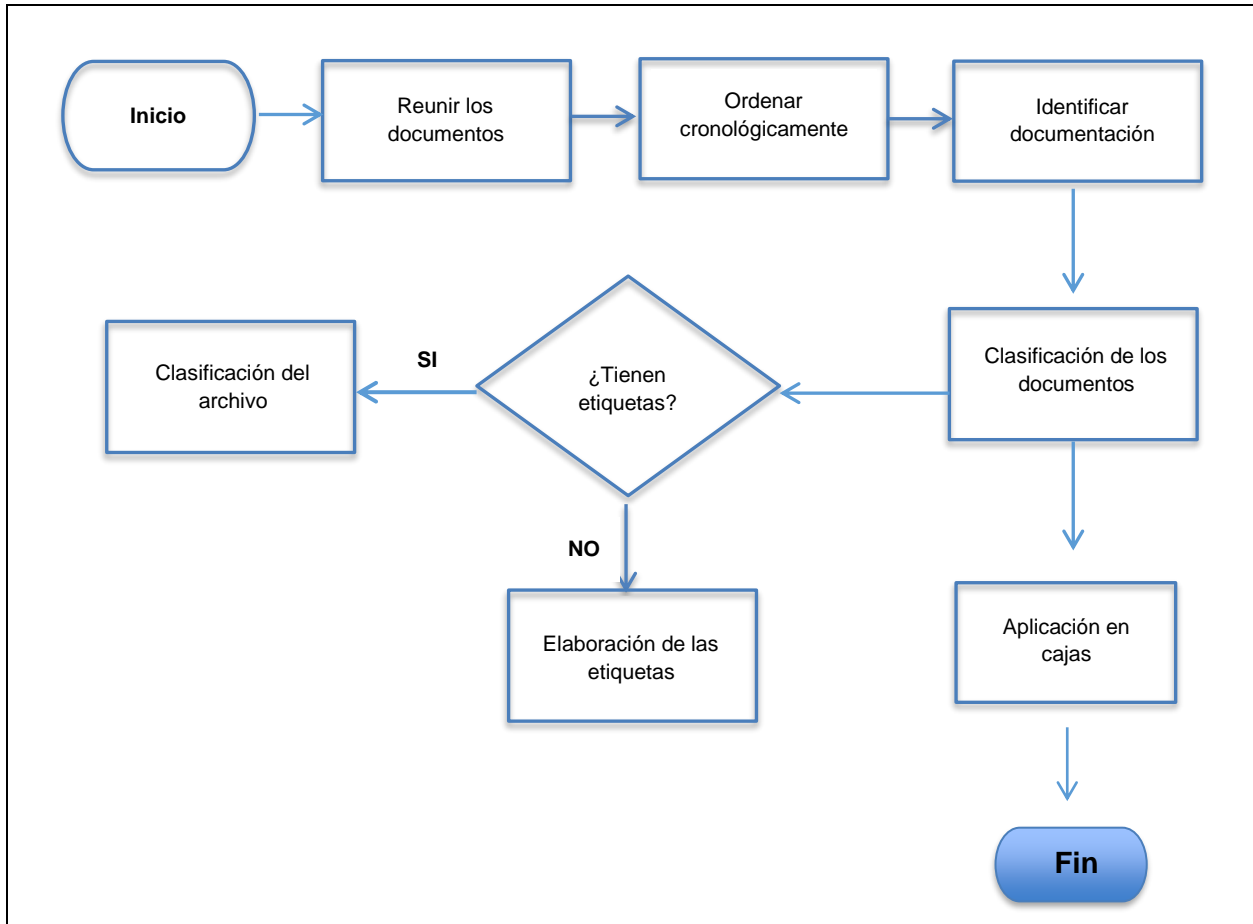 Inicio
Reunir los
documentos
Ordenar
cronológicamente
Identificar
documentación
Clasificación del
archivo
SI
¿Tienen
etiquetas?
Clasificación de los
documentos
NO
Elaboración de las
etiquetas
Aplicación en
cajas
Fin